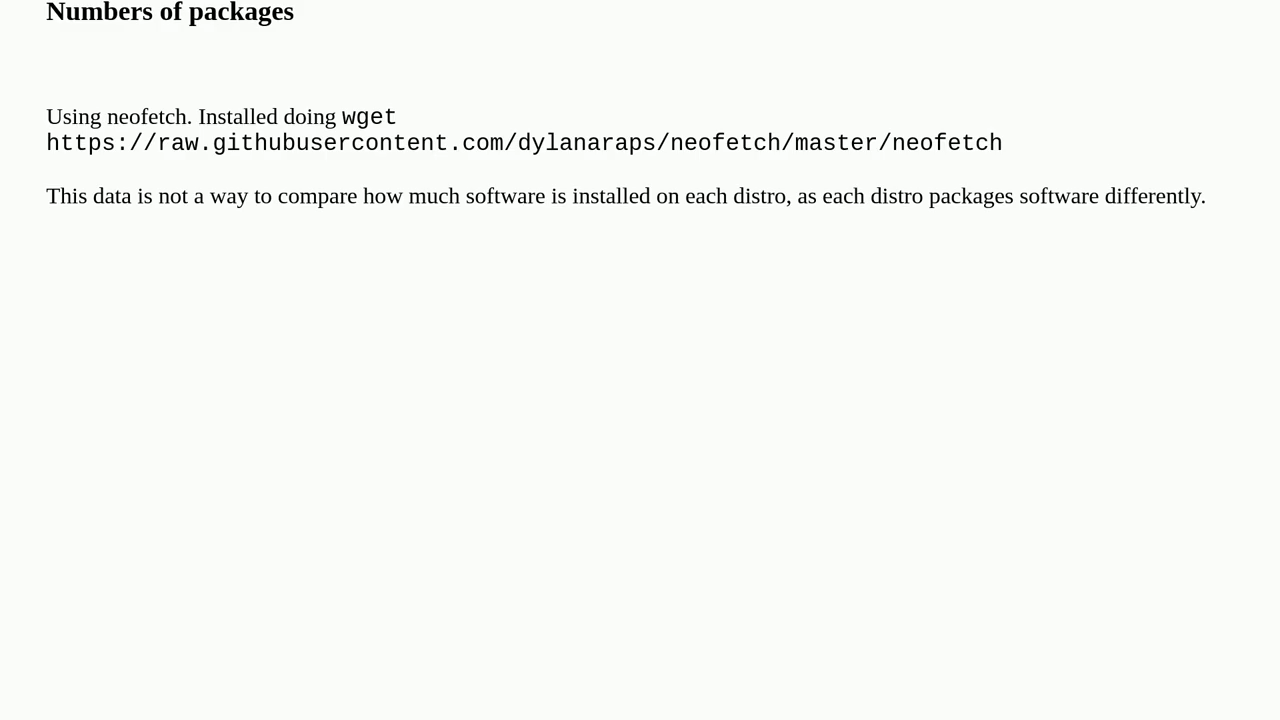 Numbers of packages
Using neofetch. Installed doing wget
https://raw.githubusercontent.com/dylanaraps/neofetch/master/neofetch
This data is not a way to compare how much software is installed on each distro, as each distro packages software differently.